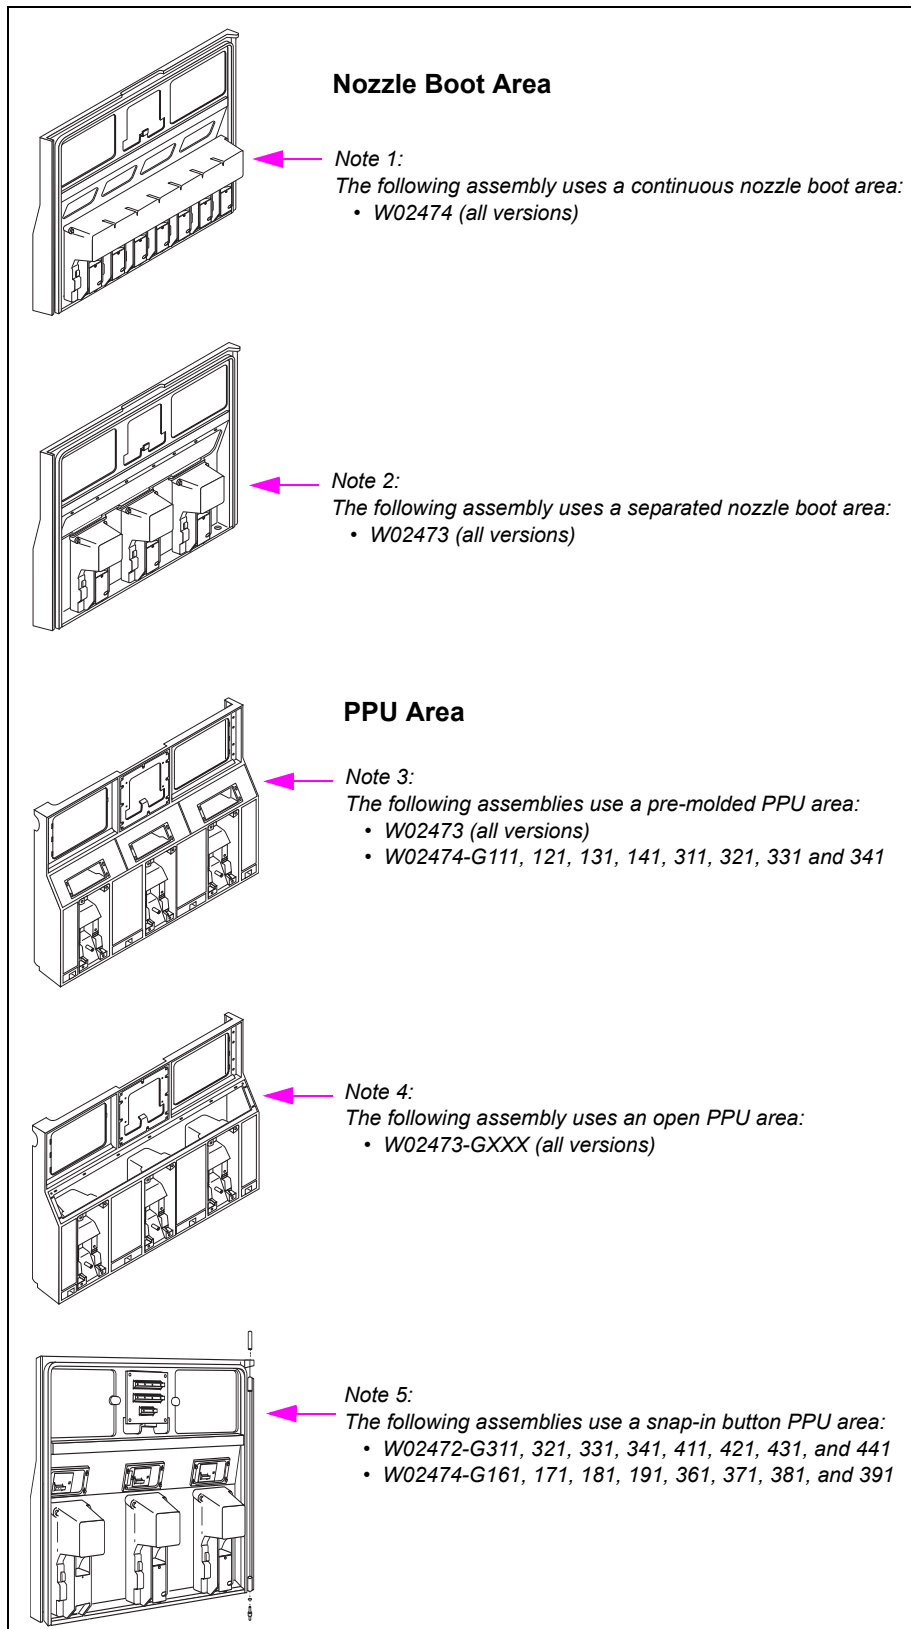 Nozzle Boot Area
Note 1:
The following assembly uses a continuous nozzle boot area:
• W02474 (all versions)
Note 2:
The following assembly uses a separated nozzle boot area:
• W02473 (all versions)
PPU Area
Note 3:
The following assemblies use a pre-molded PPU area:
• W02473 (all versions)
• W02474-G111, 121, 131, 141, 311, 321, 331 and 341
Note 4:
The following assembly uses an open PPU area:
• W02473-GXXX (all versions)
Note 5:
The following assemblies use a snap-in button PPU area:
• W02472-G311, 321, 331, 341, 411, 421, 431, and 441
• W02474-G161, 171, 181, 191, 361, 371, 381, and 391